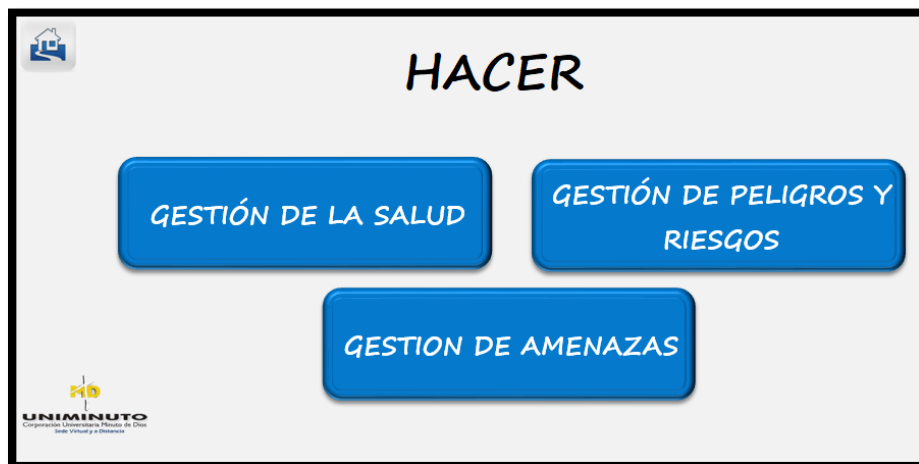 HACER
GESTIÓN DE LA SALUD
GESTIÓN DE PELIGROS Y
RIESGOS
GESTION DE AMENAZAS
MD
UNIMINUTO
Corporación Universitaria Minuto de Dios
Sede Virtual y a Distancia